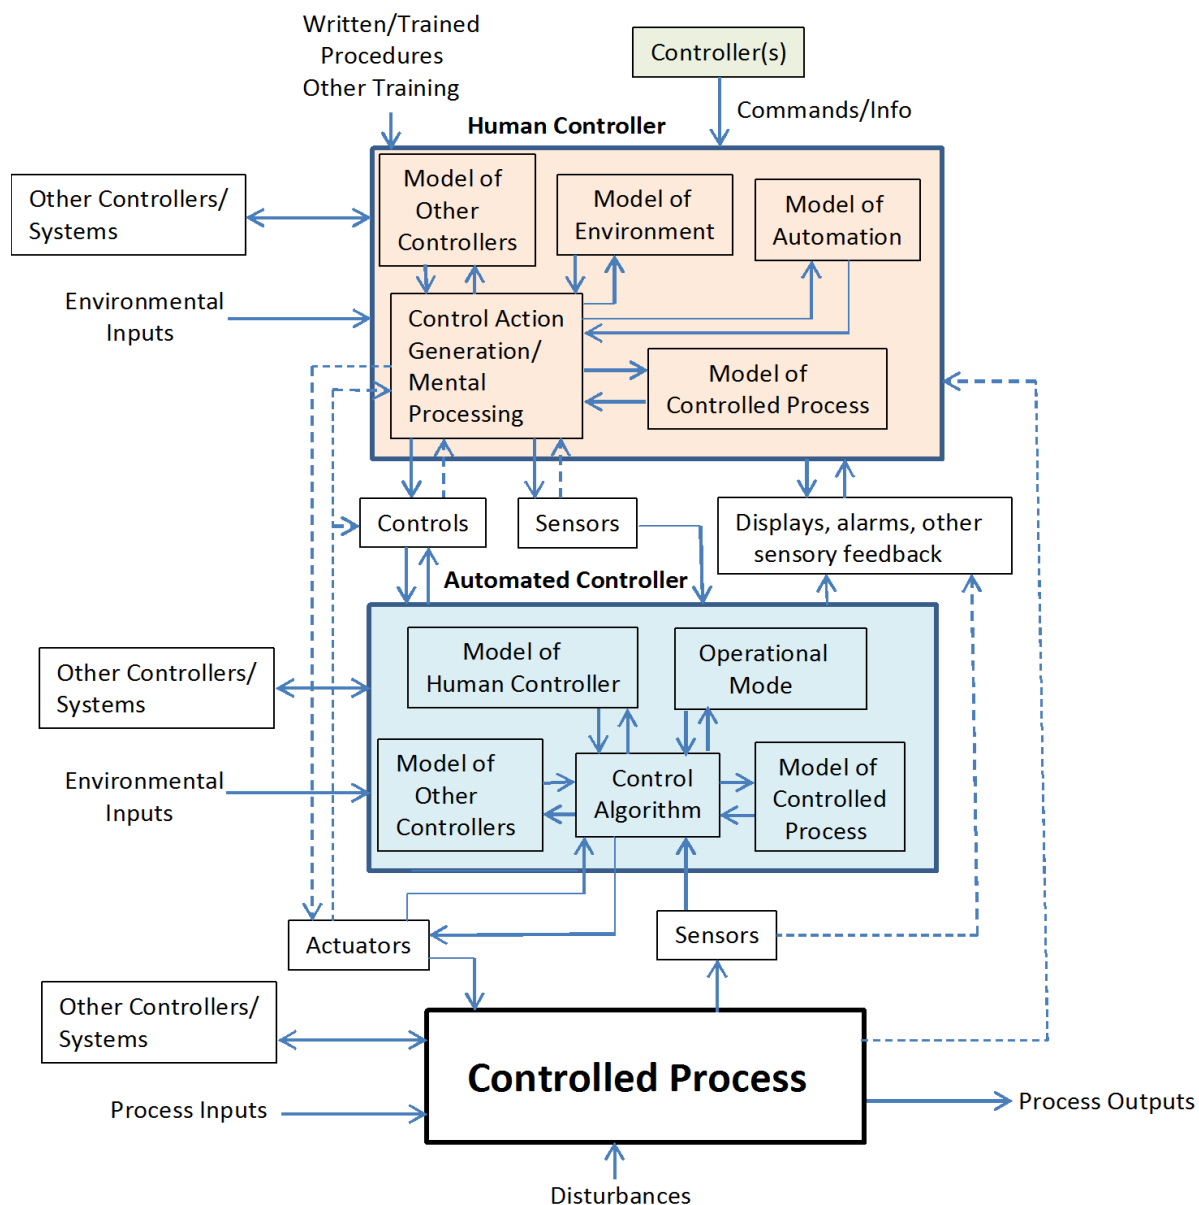 Written/Trained
Procedures
Other Training
Controller(s)
Commands/Info
Human Controller
Other Controllers/
Systems
Model of
Other
Controllers
Model of
Environment
Model of
Automation
Environmental
Inputs
Control Action
Generation/
Mental
Processing
Model of
Controlled Process
Controls
Sensors
Displays, alarms, other
sensory feedback
Automated Controller
Other Controllers/
Systems
Model of
Human Controller
Operational
Mode
Environmental
Inputs
Model of
Other
Controllers
Control
Algorithm
Model of
Controlled
Process
Actuators
Sensors
Other Controllers/
Systems
Controlled Process
Process Inputs
Process Outputs
Disturbances